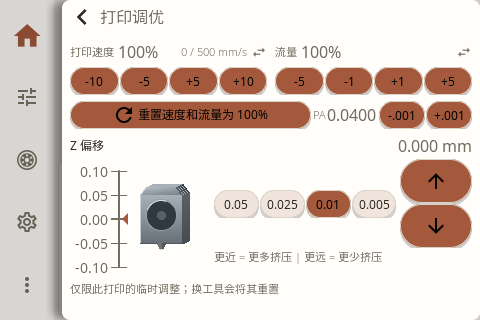 打印调优
打印速度 100% 0 / 500 mm/s 流量 100%
-10 -5 +5 +10 -5 -1 +1 +5
重置速度和流量为 100% PA 0.0400 -.001 +.001
Z 偏移 0.000 mm
0.10
0.05
0.00
-0.05
-0.10
0.05 0.025 0.01 0.005
更近 = 更多挤压 | 更远 = 更少挤压
仅限此打印的临时调整；换工具会将其重置